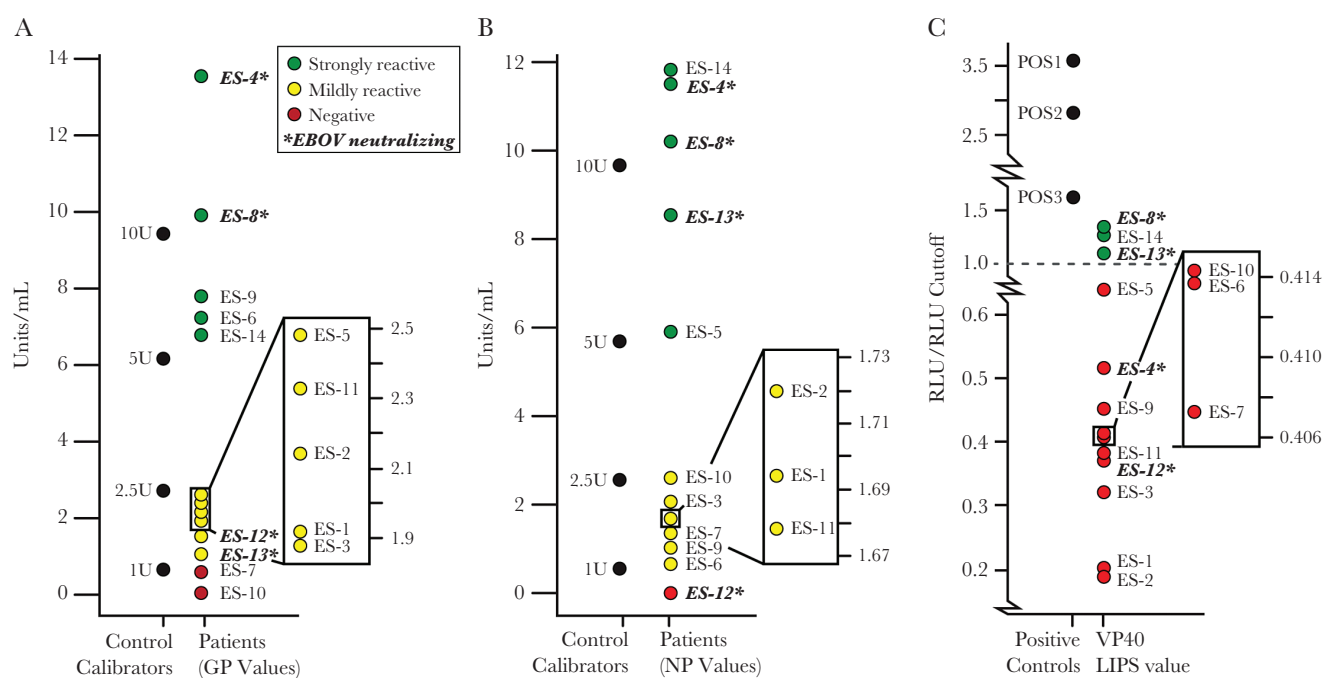 A
14
12
10
8
6
4
2
0
Units/mL
10U
5U
2.5U
1U
ES-4*
ES-8*
ES-9
ES-6
ES-14
ES-12*
ES-13*
ES-7
ES-10
Strongly reactive
Mildly reactive
Negative
*EBOV neutralizing
ES-5
ES-11
ES-2
ES-1
ES-3
2.5
2.3
2.1
1.9
Control
Calibrators
Patients
(GP Values)
B
12
10
8
6
4
2
0
Units/mL
10U
5U
2.5U
1U
ES-14
ES-4*
ES-8*
ES-13*
ES-5
ES-10
ES-3
ES-7
ES-9
ES-6
ES-12*
ES-2
ES-1
ES-11
1.73
1.71
1.69
1.67
Control
Calibrators
Patients
(NP Values)
C
3.5
2.5
1.5
1.0
0.6
0.5
0.4
0.3
0.2
RLU/RLU Cuttoff
POS1
POS2
POS3
ES-8*
ES-14
ES-13*
ES-5
ES-4*
ES-9
ES-11
ES-12*
ES-3
ES-1
ES-2
ES-10
ES-6
ES-7
0.414
0.410
0.406
Positive
Controls
VP40
LIPS value